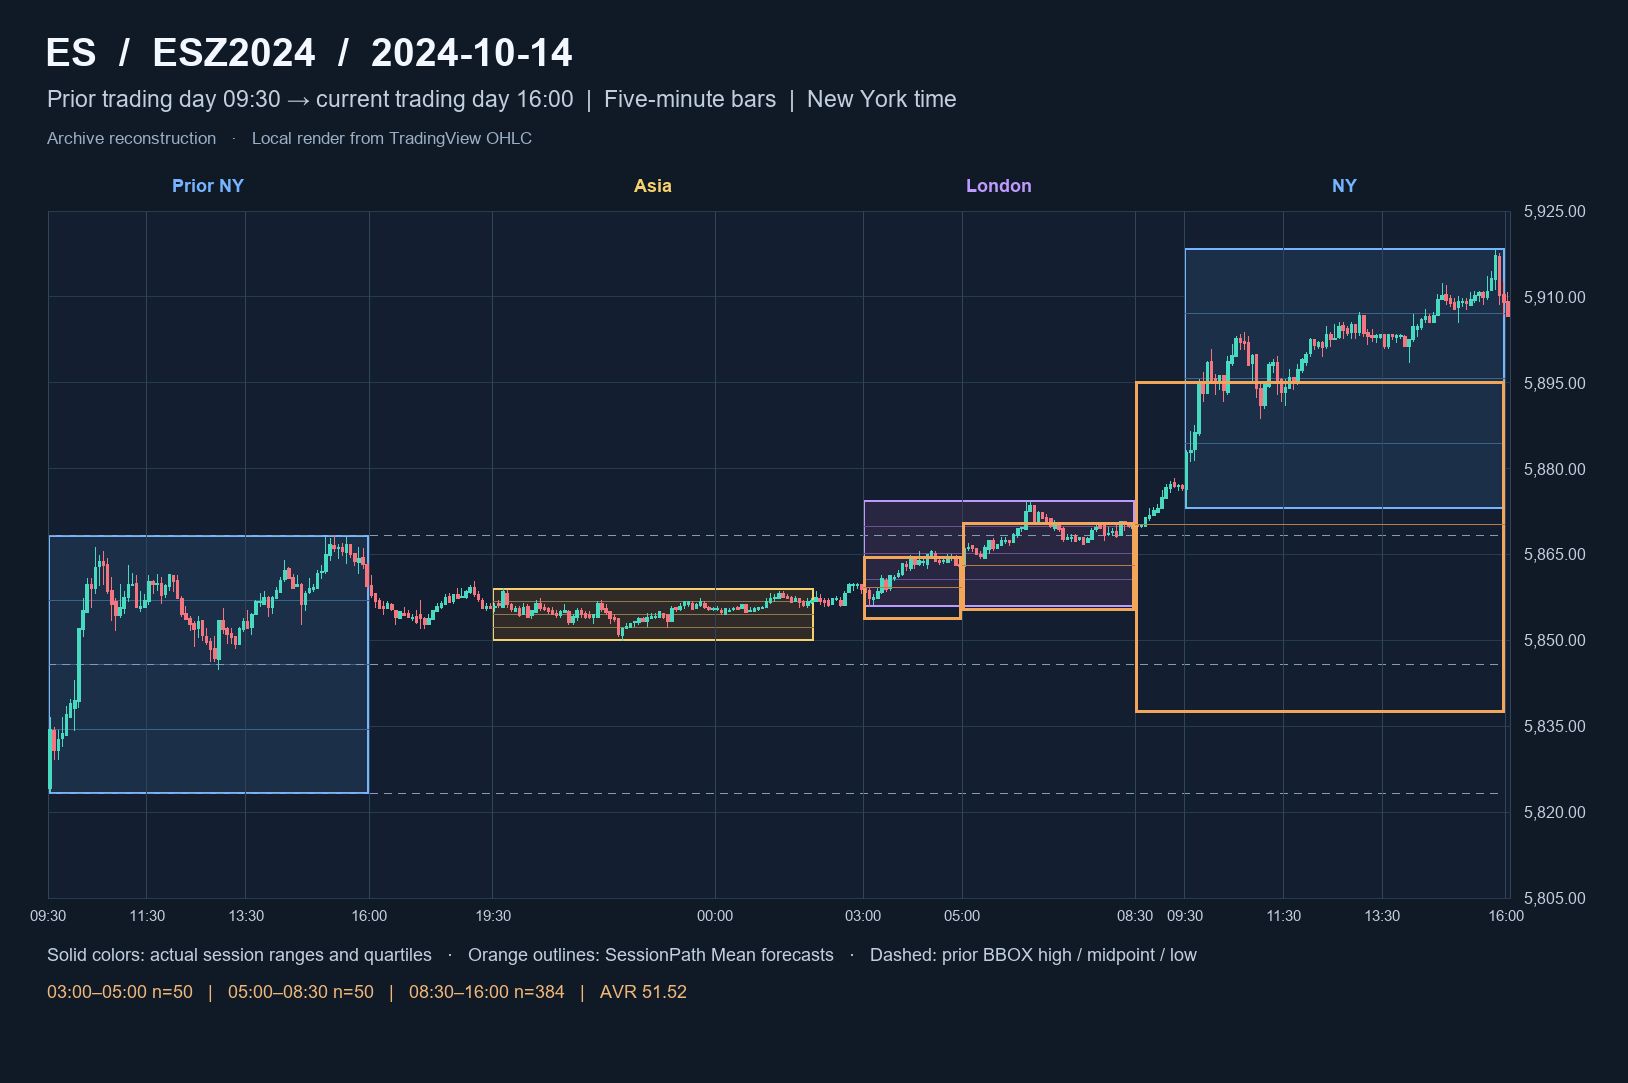 ES / ESZ2024 / 2024-10-14
Prior trading day 09:30 → current trading day 16:00 | Five-minute bars | New York time
Archive reconstruction · Local render from TradingView OHLC
Prior NY Asia London NY
5,925.00
5,910.00
5,895.00
5,880.00
5,865.00
5,850.00
5,835.00
5,820.00
5,805.00
09:30 11:30 13:30 16:00 19:30 00:00 03:00 05:00 08:30 09:30 11:30 13:30 16:00
Solid colors: actual session ranges and quartiles · Orange outlines: SessionPath Mean forecasts · Dashed: prior BBOX high / midpoint / low
03:00–05:00 n=50 | 05:00–08:30 n=50 | 08:30–16:00 n=384 | AVR 51.52